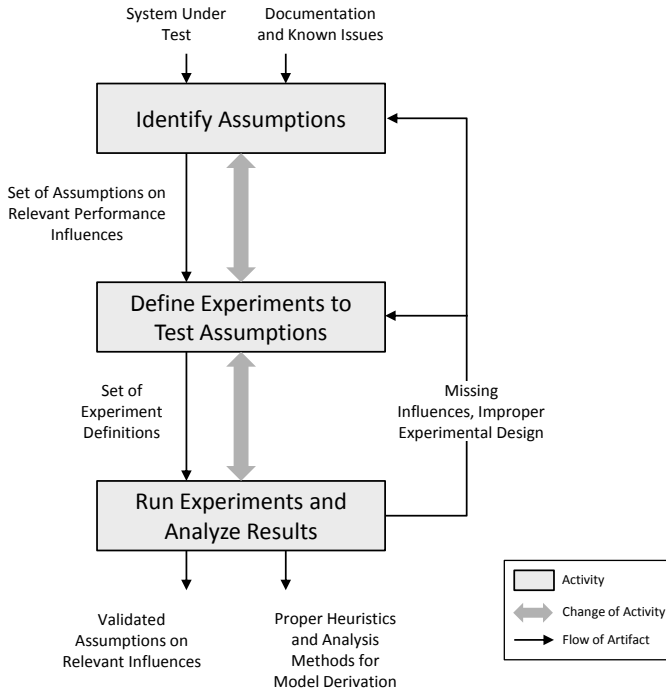 System Under
Test
Documentation
and Known Issues
Identify Assumptions
Set of Assumptions on
Relevant Performance
Influences
Define Experiments to
Test Assumptions
Set of
Experiment
Definitions
Missing
Influences, Improper
Experimental Design
Run Experiments and
Analyze Results
Validated
Assumptions on
Relevant Influences
Proper Heuristics
and Analysis
Methods for
Model Derivation
Activity
Change of Activity
Flow of Artifact